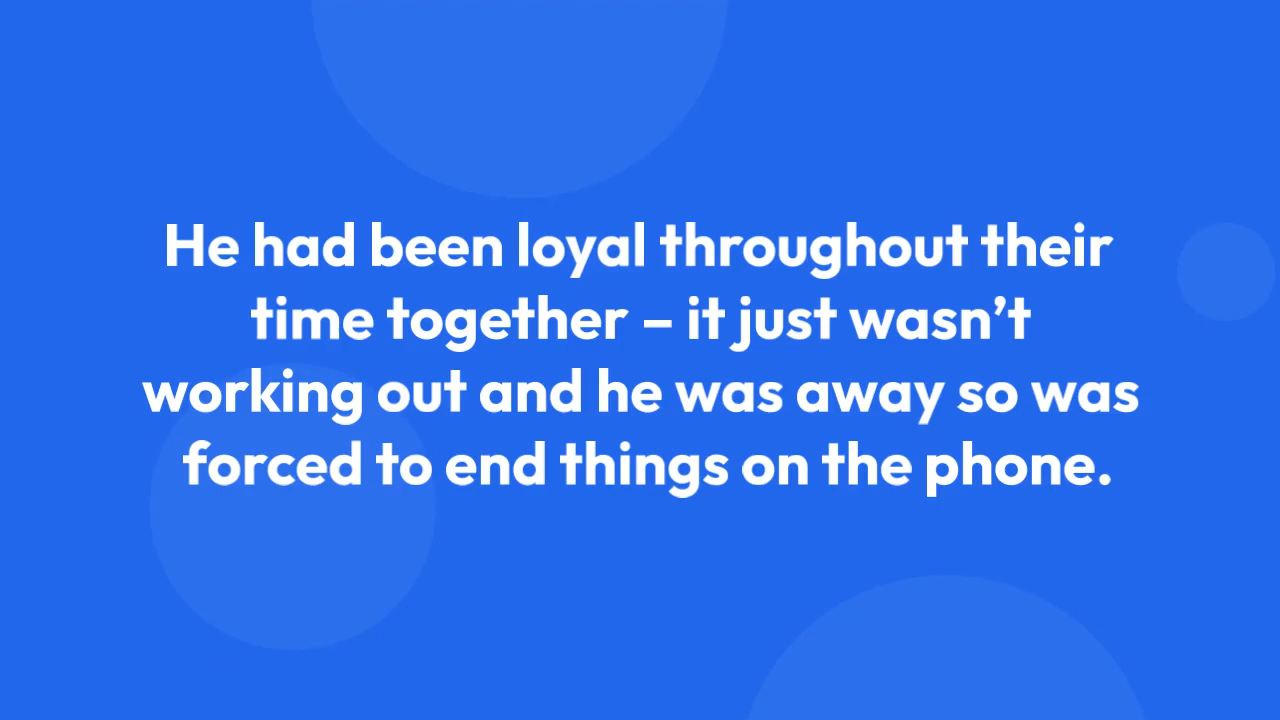 He had been loyal throughout their
time together – it just wasn’t
working out and he was away so was
forced to end things on the phone.